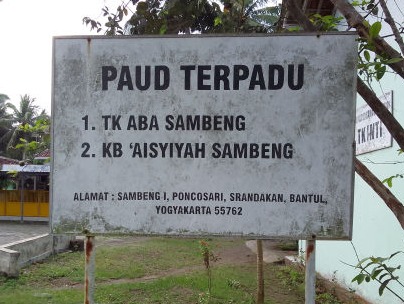 PAUD TERPADU
1. TK ABA SAMBENG
2. KB 'AISYIYAH SAMBENG
ALAMAT : SAMBENG I, PONCOSARI, SRANDAKAN, BANTUL,
YOGYAKARTA 55762